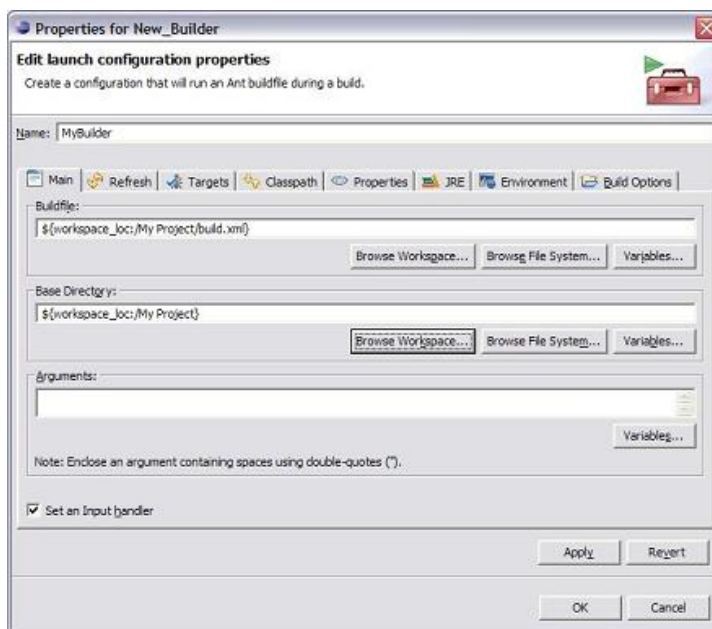 Properties for New_Builder
Edit launch configuration properties
Create a configuration that will run an Ant buildfile during a build.
Name: MyBuilder
Main Refresh Targets Classpath Properties JRE Environment Build Options
Buildfile:
${workspace_loc:/My Project/build.xml}
Browse Workspace... Browse File System... Variables...
Base Directory:
${workspace_loc:/My Project}
Browse Workspace... Browse File System... Variables...
Arguments:
Variables...
Note: Enclose an argument containing spaces using double-quotes (").
Set an Input handler
Apply Revert
OK Cancel